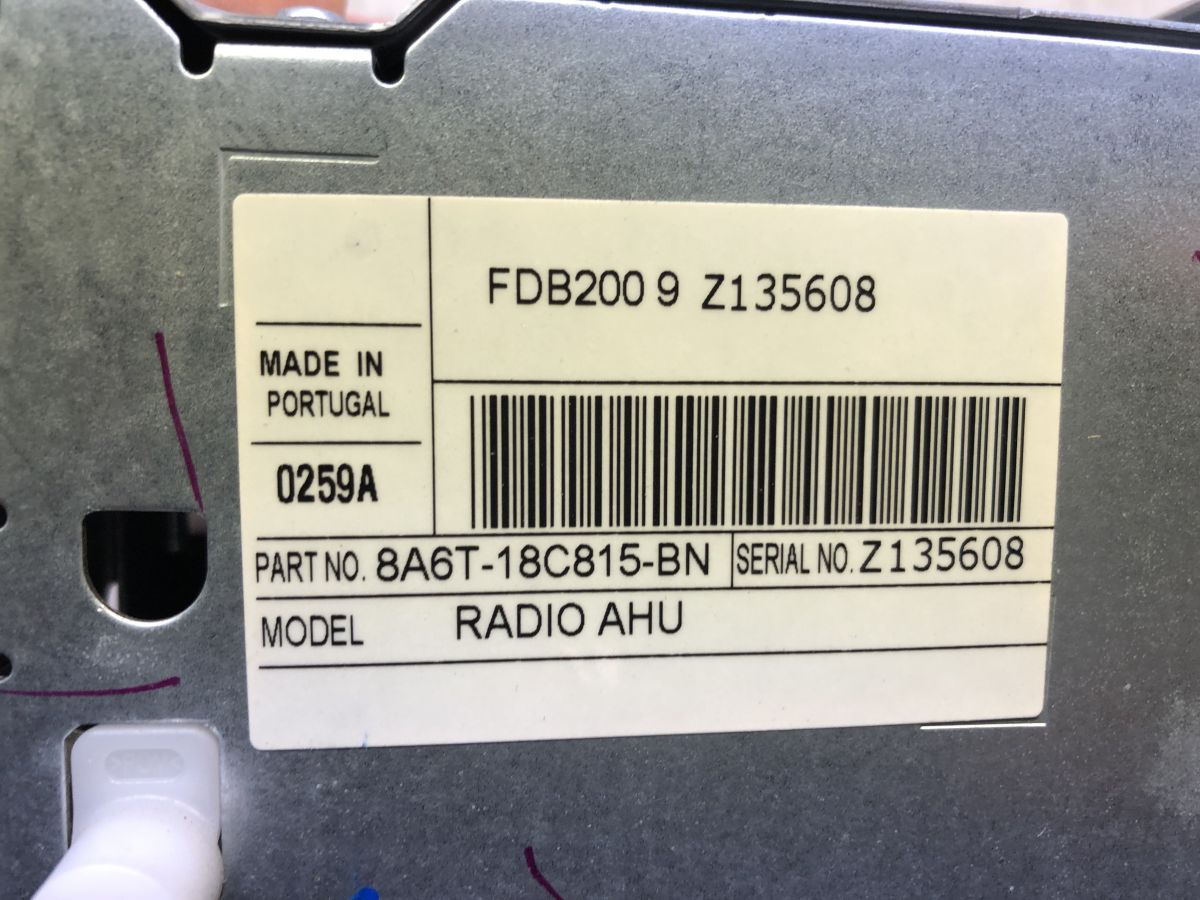 FDB200 9 Z135608
MADE IN
PORTUGAL
0259A
PART NO. 8A6T-18C815-BN SERIAL NO. Z135608
MODEL RADIO AHU